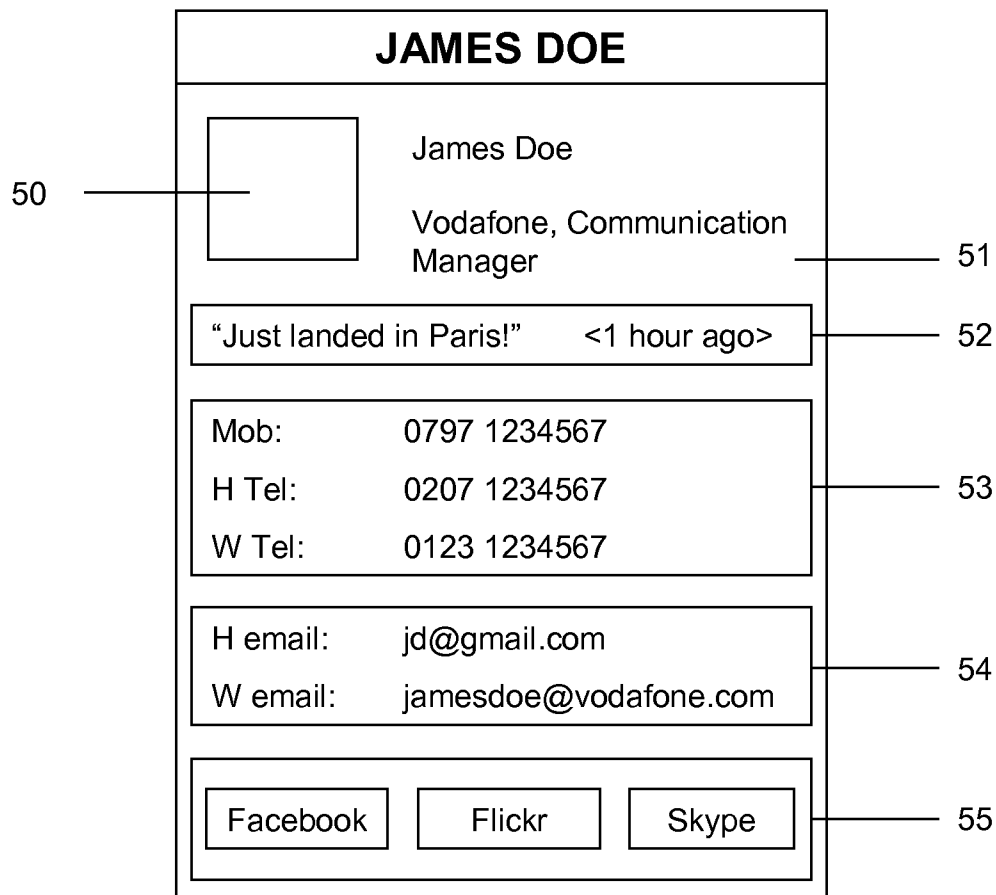 JAMES DOE
James Doe
50
Vodafone, Communication
Manager
51
“Just landed in Paris!” <1 hour ago>
52
Mob: 0797 1234567
H Tel: 0207 1234567
53
W Tel: 0123 1234567
H email: jd@gmail.com
54
W email: jamesdoe@vodafone.com
Facebook Flickr Skype
55